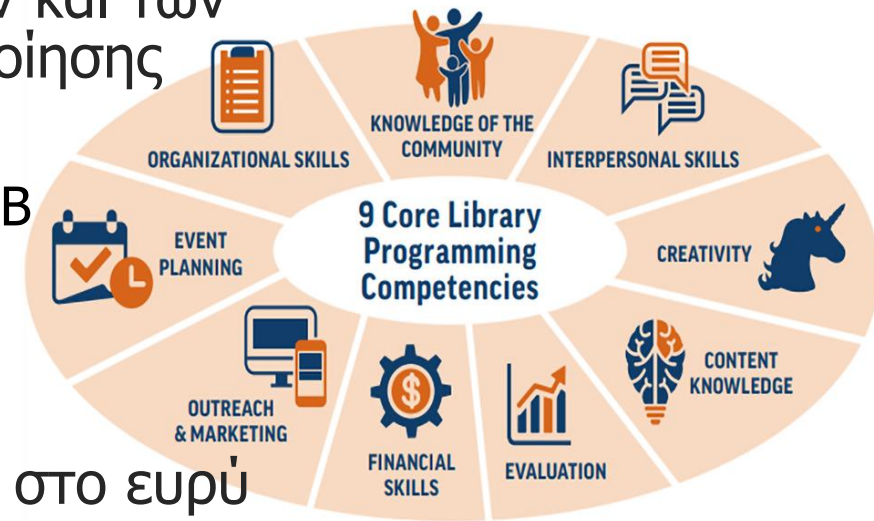 ν και των
οίησης
KNOWLEDGE OF THE
COMMUNITY
ORGANIZATIONAL SKILLS
INTERPERSONAL SKILLS
Β
9 Core Library
Programming
Competencies
EVENT
PLANNING
CREATIVITY
CONTENT
KNOWLEDGE
OUTREACH
& MARKETING
FINANCIAL
SKILLS
EVALUATION
στο ευρύ